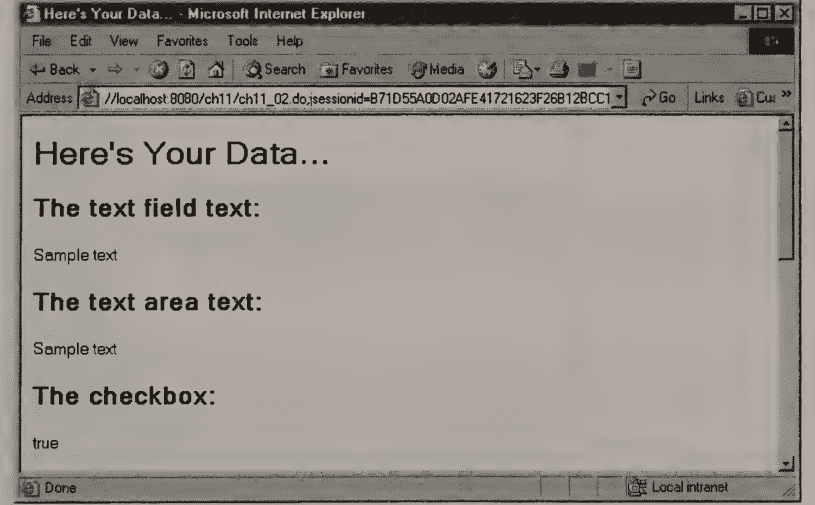 Here's Your Data... - Microsoft Internet Explorer
File Edit View Favorites Tools Help
Back Search Favorites Media
Address //localhost:8080/ch11/ch11_02.do;jsessionid=B71D55A0D02AFE41721623F26B12BCC1 Go Links Cus »
Here's Your Data...
The text field text:
Sample text
The text area text:
Sample text
The checkbox:
true
Done Local intranet